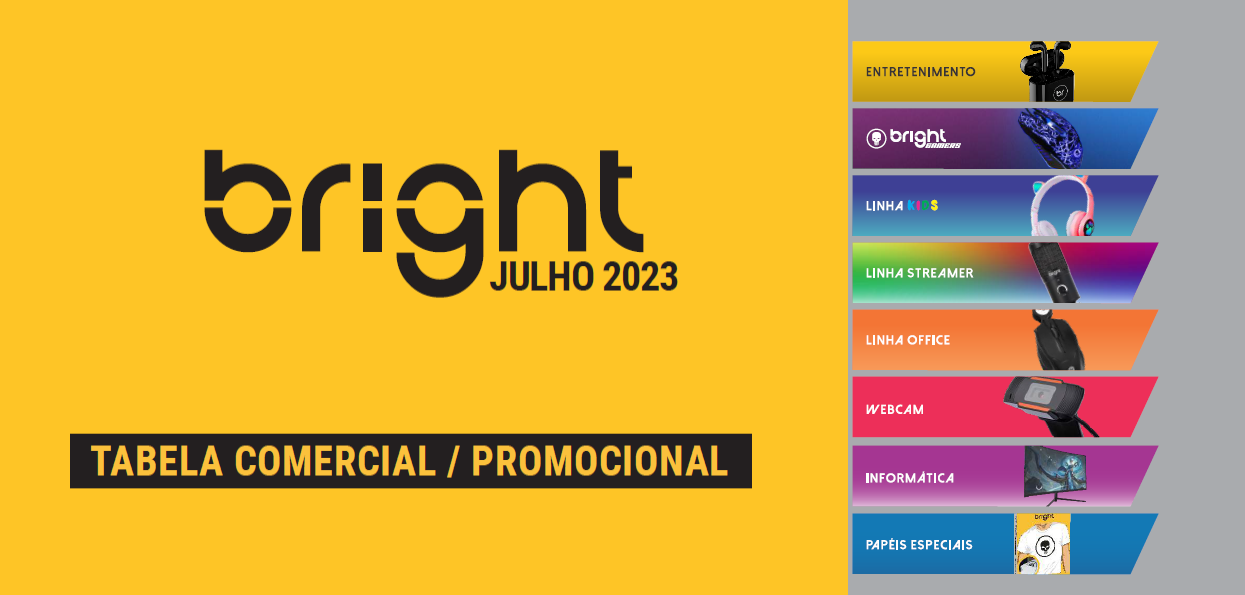 bright
JULHO 2023
TABELA COMERCIAL / PROMOCIONAL
ENTRETENIMENTO
bright
GAMERS
LINHA KIDS
LINHA STREAMER
LINHA OFFICE
WEBCAM
INFORMÁTICA
bright
PAPÉIS ESPECIAIS